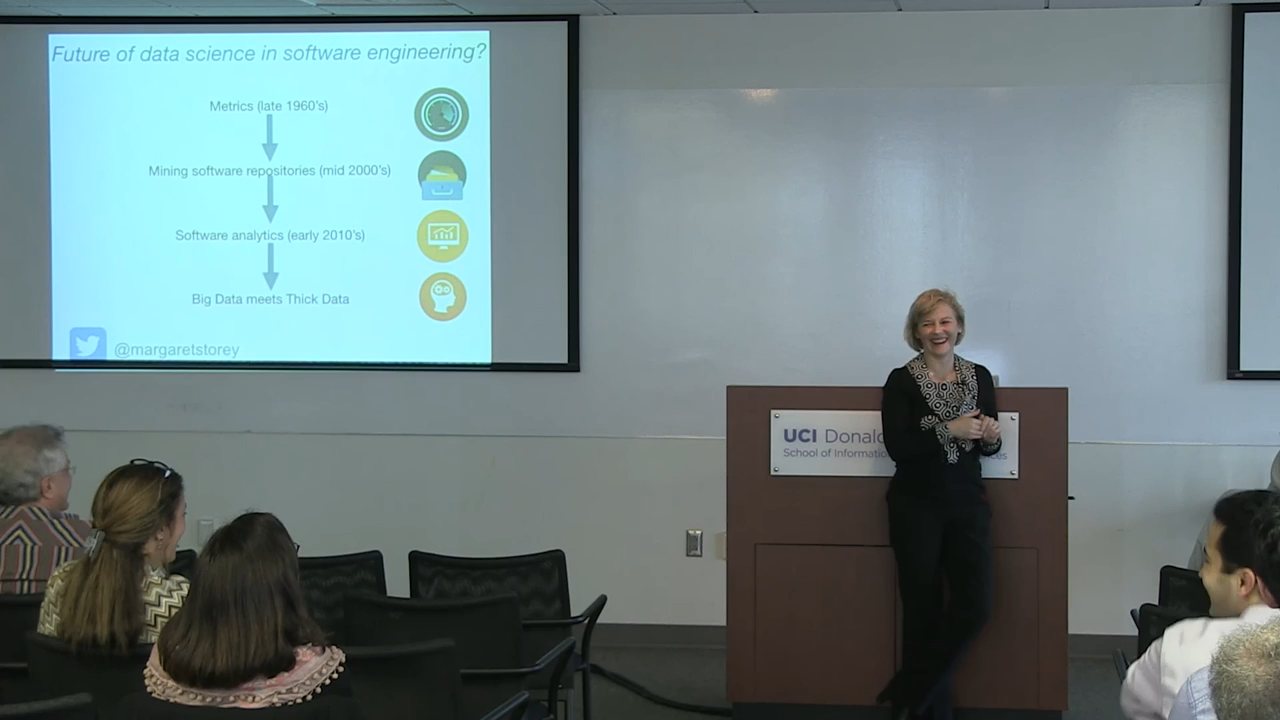 Future of data science in software engineering?
Metrics (late 1960's)
Mining software repositories (mid 2000's)
Software analytics (early 2010's)
Big Data meets Thick Data
@margaretstorey
UCI Donald
School of Information